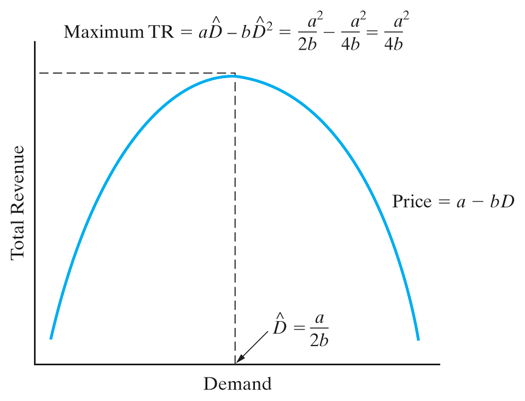 Maximum TR = aD̂ – bD̂² = a²/2b – a²/4b = a²/4b
Total Revenue
Price = a − bD
D̂ = a/2b
Demand